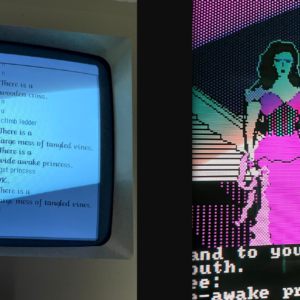 There is a
wooden
climb ladder
There is a
large mess of tangled vines.
There is a
wide awake princess.
get princess
OK.
There is a
large mess of tangled vines.
and to you
outh.
ee:
e-awake pr